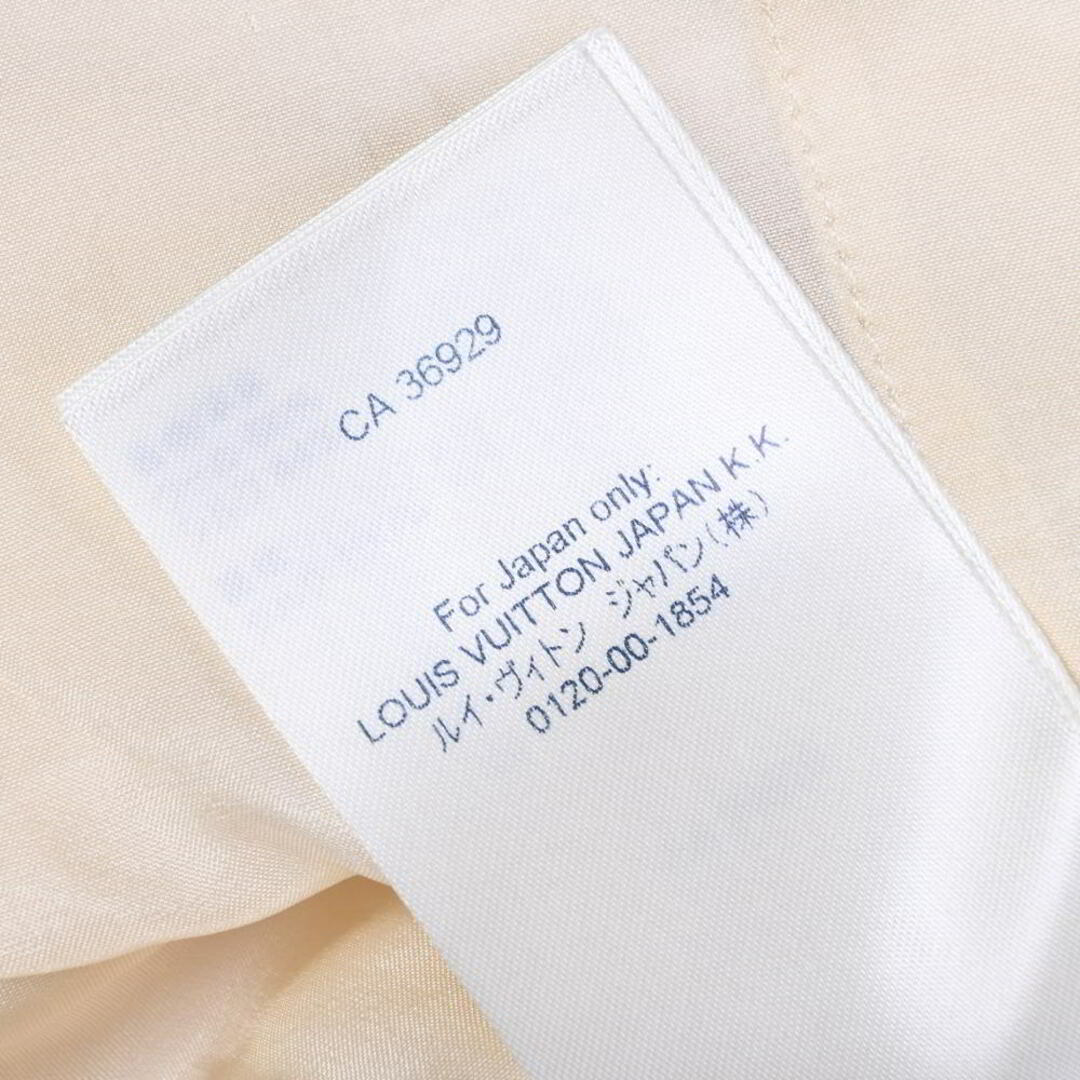 CA 36929
For Japan only:
LOUIS VUITTON JAPAN K.K.
ルイ・ヴィトン ジャパン(株)
0120-00-1854